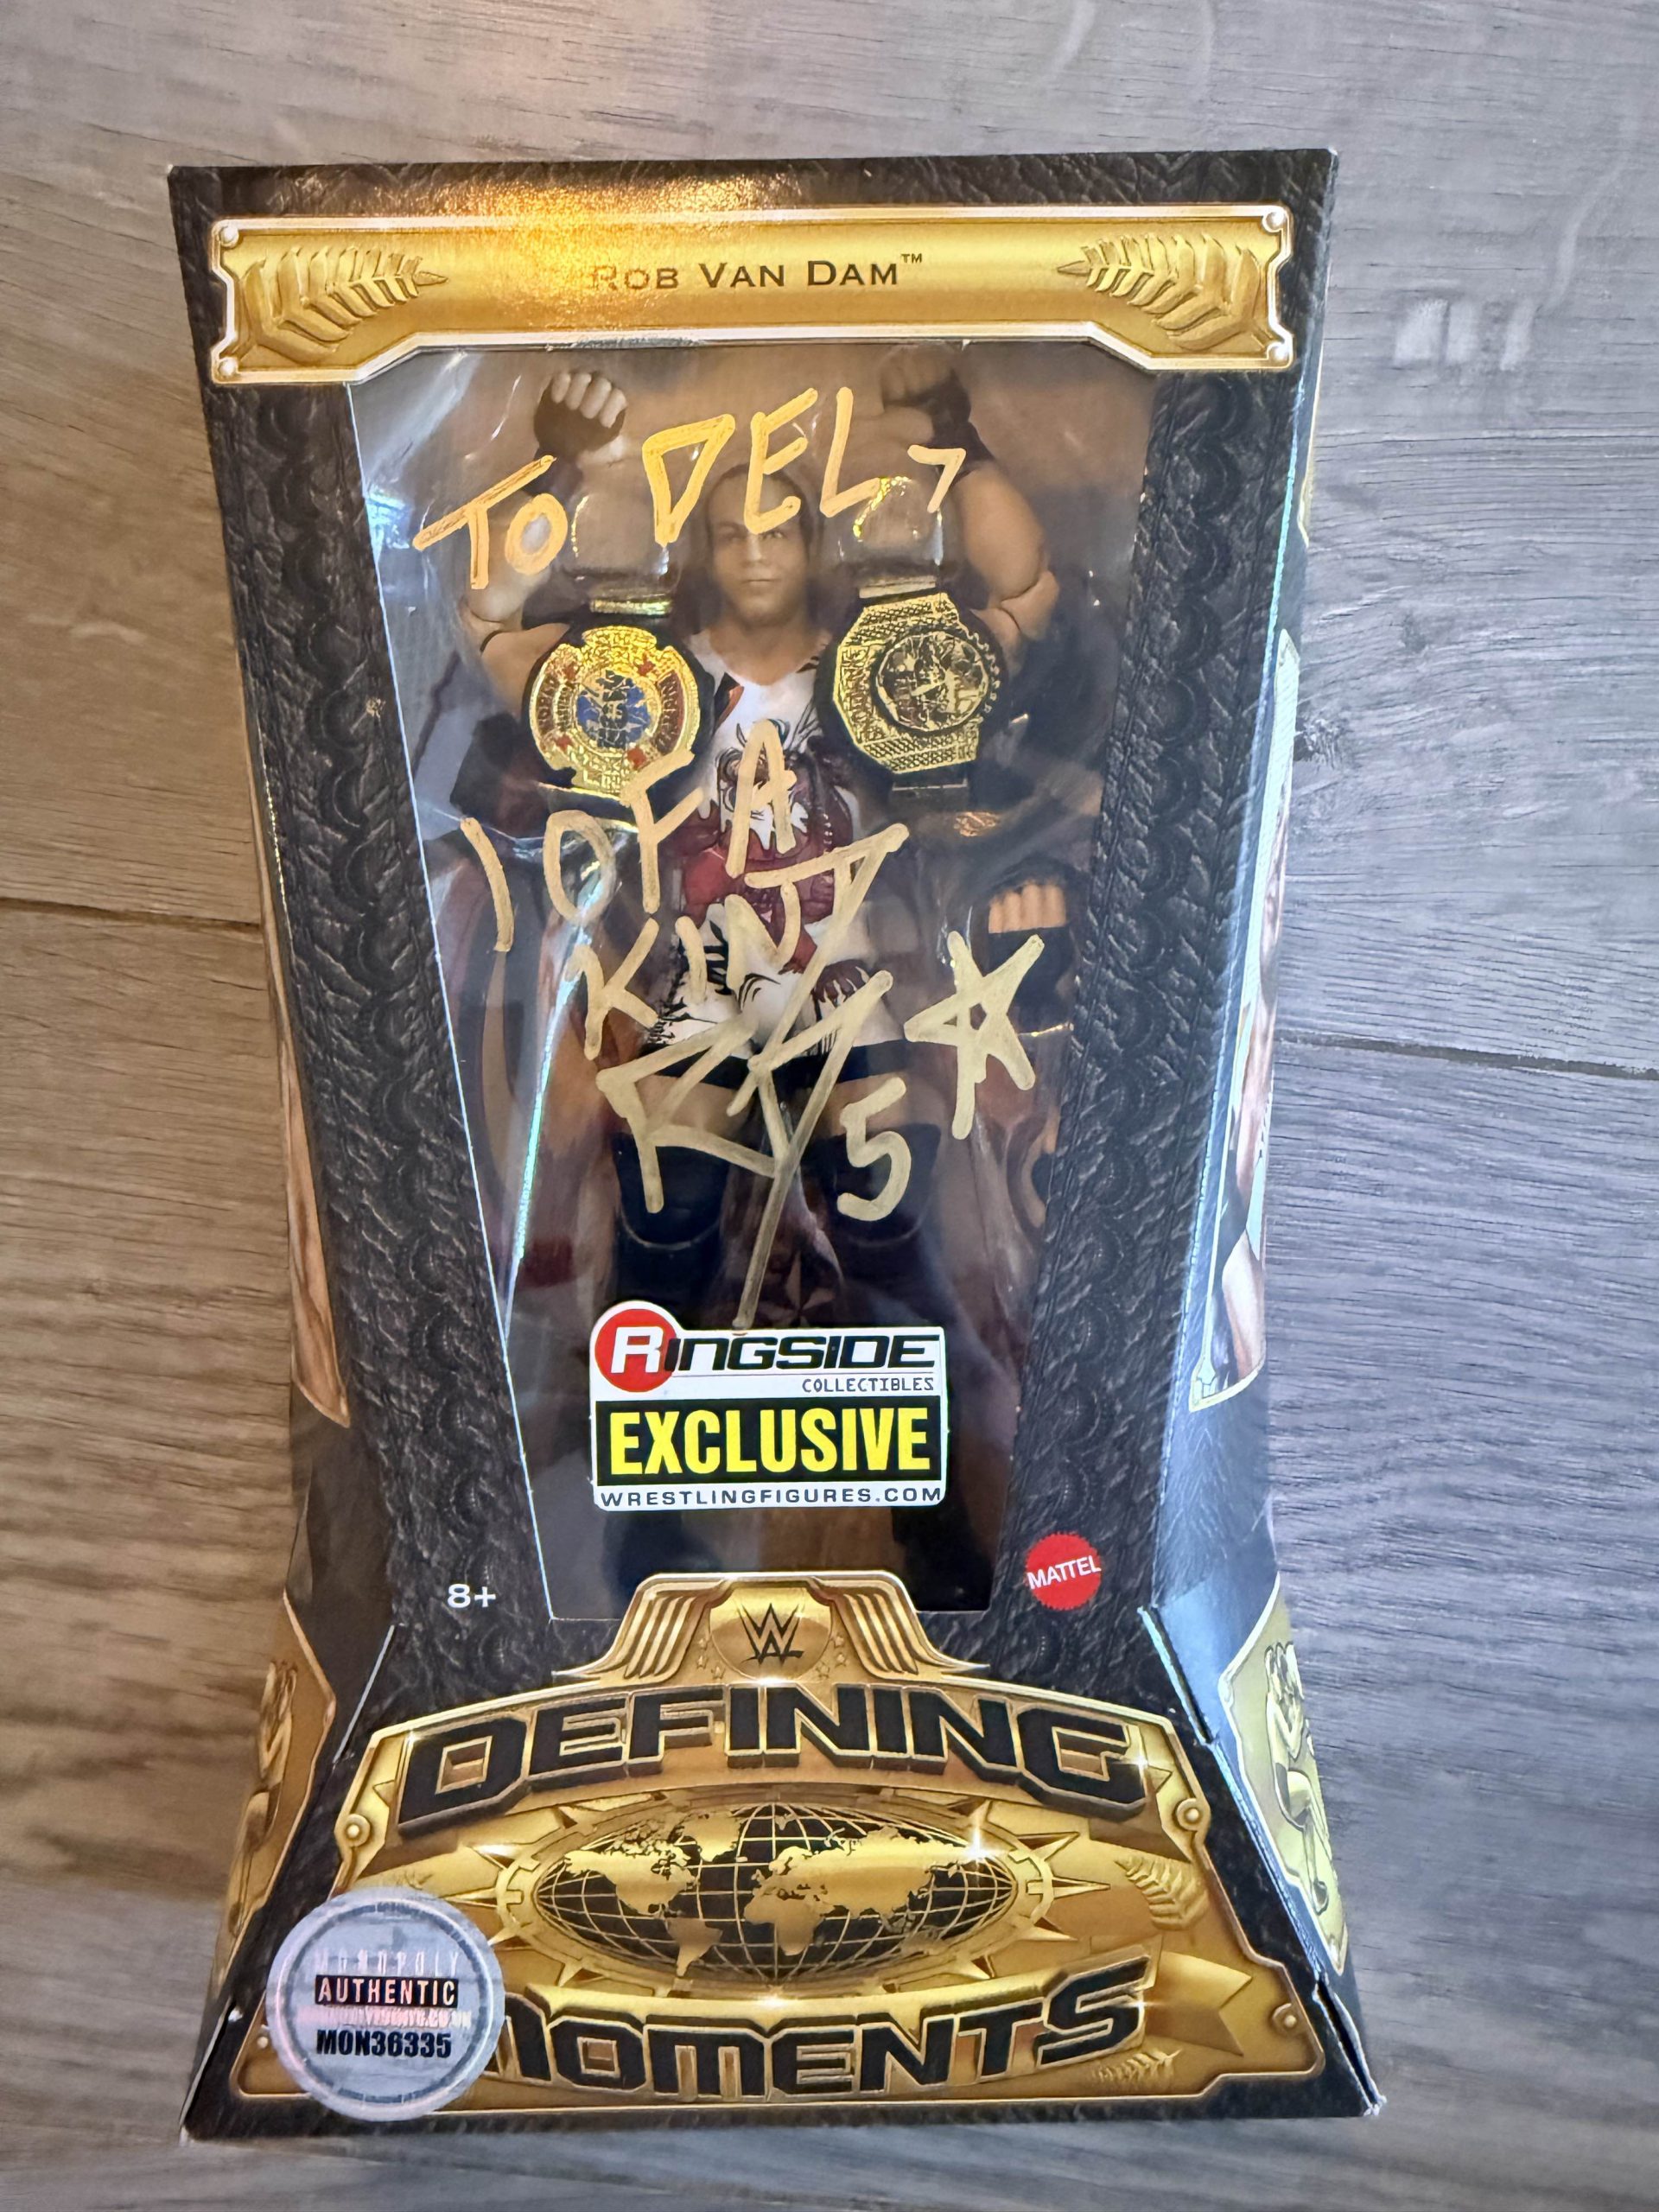 ROB VAN DAM™
TO DEL,
1 OF A
KIND
RVD
5
RINGSIDE
COLLECTIBLES
EXCLUSIVE
WRESTLINGFIGURES.COM
8+
MATTEL
W
DEFINING
MOMENTS
MONOPOLY
AUTHENTIC
MON36335